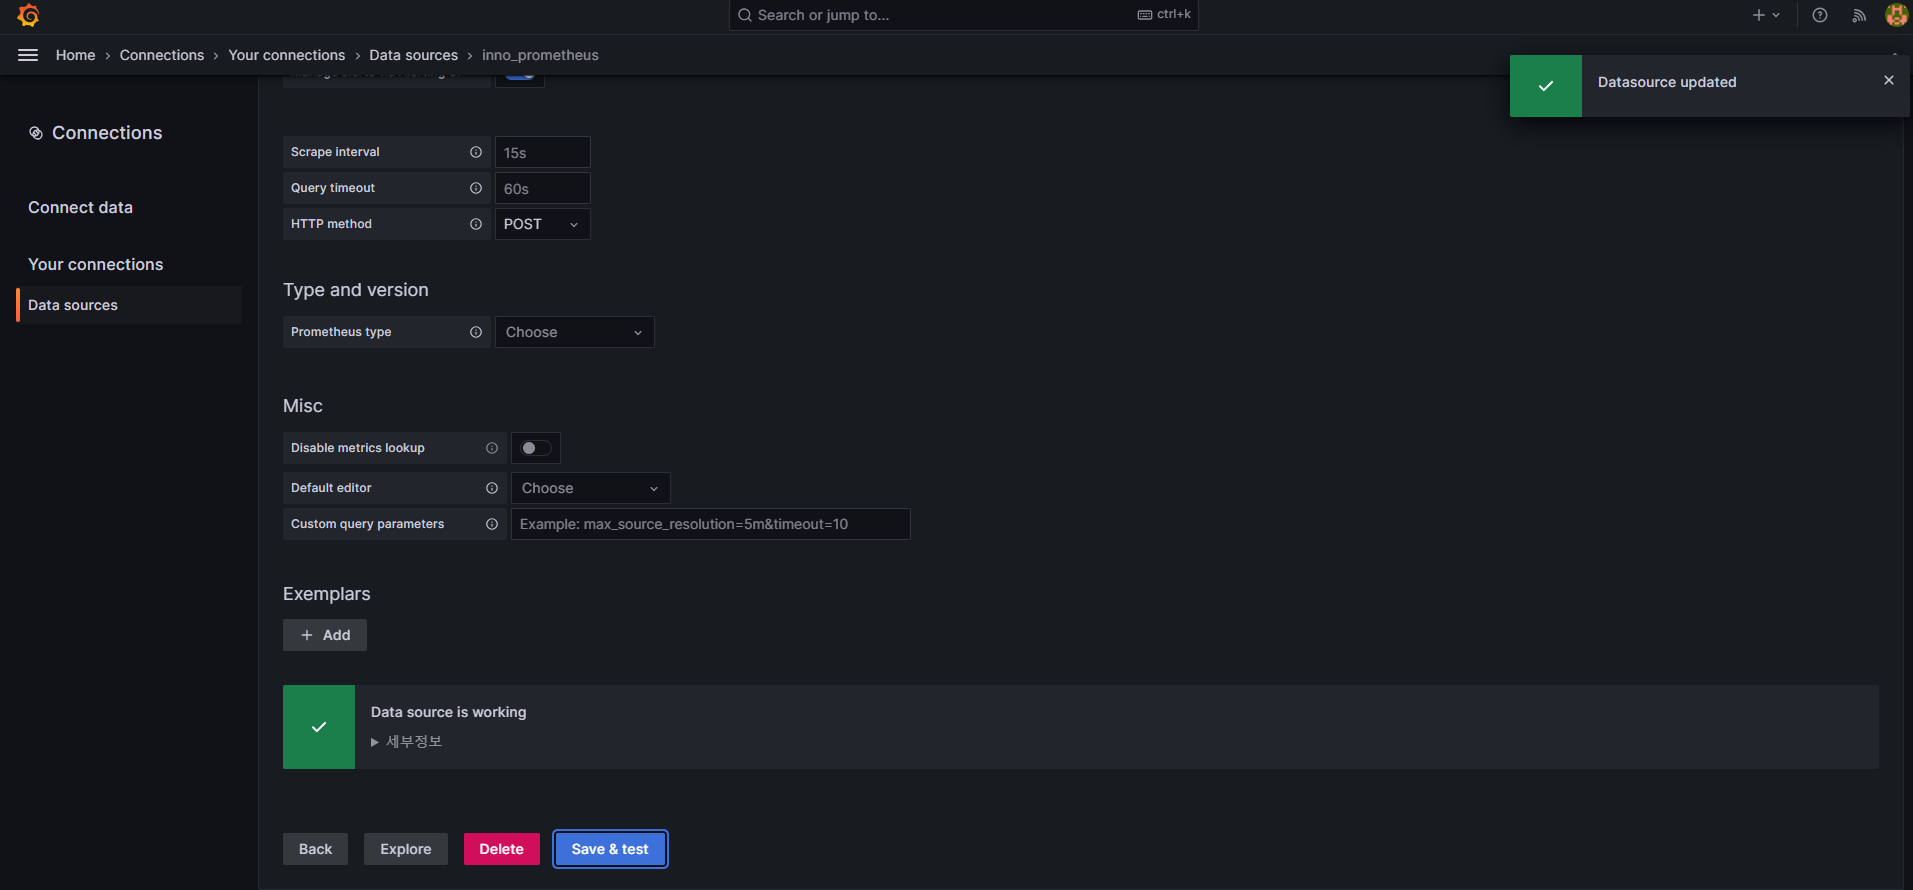 Search or jump to...
ctrl+k
Home › Connections › Your connections › Data sources › inno_prometheus
Datasource updated
Connections
Connect data
Your connections
Data sources
Scrape interval
15s
Query timeout
60s
HTTP method
POST
Type and version
Prometheus type
Choose
Misc
Disable metrics lookup
Default editor
Choose
Custom query parameters
Example: max_source_resolution=5m&timeout=10
Exemplars
+ Add
Data source is working
세부정보
Back
Explore
Delete
Save & test